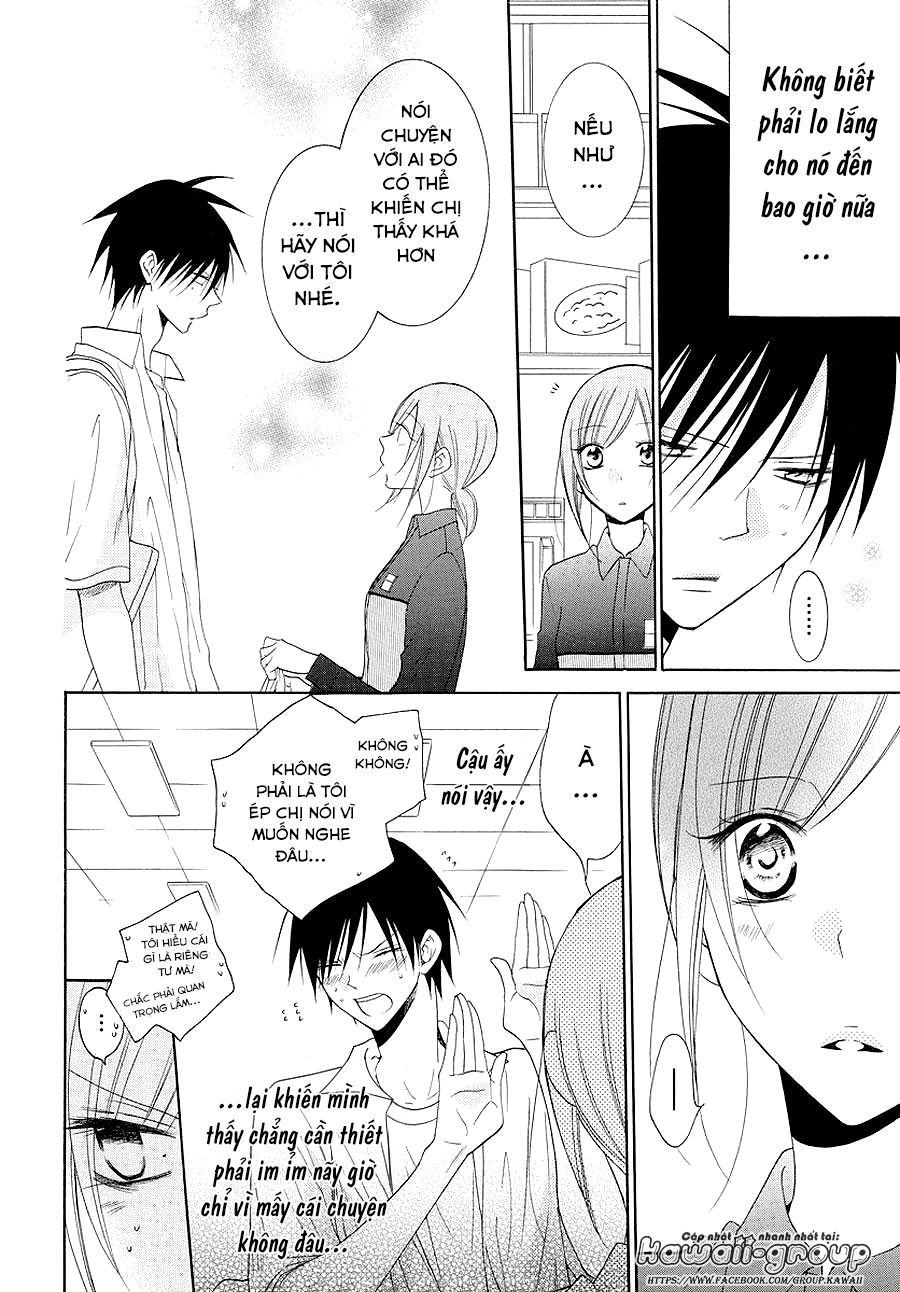 Không biết
phải lo lắng
cho nó đến
bao giờ nữa
...
......
NẾU
NHƯ
...
NÓI
CHUYỆN
VỚI AI ĐÓ
CÓ THỂ
KHIẾN CHỊ
THẤY KHÁ
HƠN
...THÌ
HÃY NÓI
VỚI TÔI
NHÉ.
À
...
Cậu ấy
nói vậy...
KHÔNG
KHÔNG!
KHÔNG
PHẢI LÀ TÔI
ÉP CHỊ NÓI VÌ
MUỐN NGHE
ĐÂU...
THẬT MÀ!
TÔI HIỂU CÁI
GÌ LÀ RIÊNG
TƯ MÀ!
CHẮC PHẢI QUAN
TRỌNG LẮM...
...
...lại khiến mình
thấy chẳng cần thiết
phải im ỉm nãy giờ
chỉ vì mấy cái chuyện
không đâu...
Cập nhật nhanh nhất tại:
kawaii-group
HTTPS://WWW.FACEBOOK.COM/GROUP.KAWAII